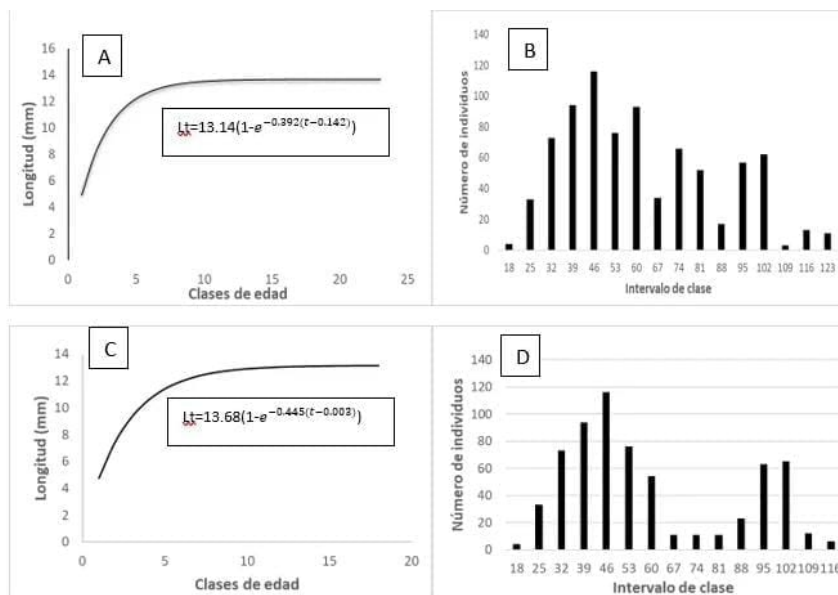 A
Longitud (mm)
16
14
12
10
8
6
4
2
0
Lt=13.14(1-e^{-0.392(t-0.142)})
0 5 10 15 20 25
Clases de edad
B
Número de individuos
140
120
100
80
60
40
20
0
18 25 32 39 46 53 60 67 74 81 88 95 102 109 116 123
Intervalo de clase
C
Longitud (mm)
14
12
10
8
6
4
2
0
Lt=13.68(1-e^{-0.445(t-0.003)})
0 5 10 15 20
Clases de edad
D
Número de individuos
140
120
100
80
60
40
20
0
18 25 32 39 46 53 60 67 74 81 88 95 102 109 116
Intervalo de clase